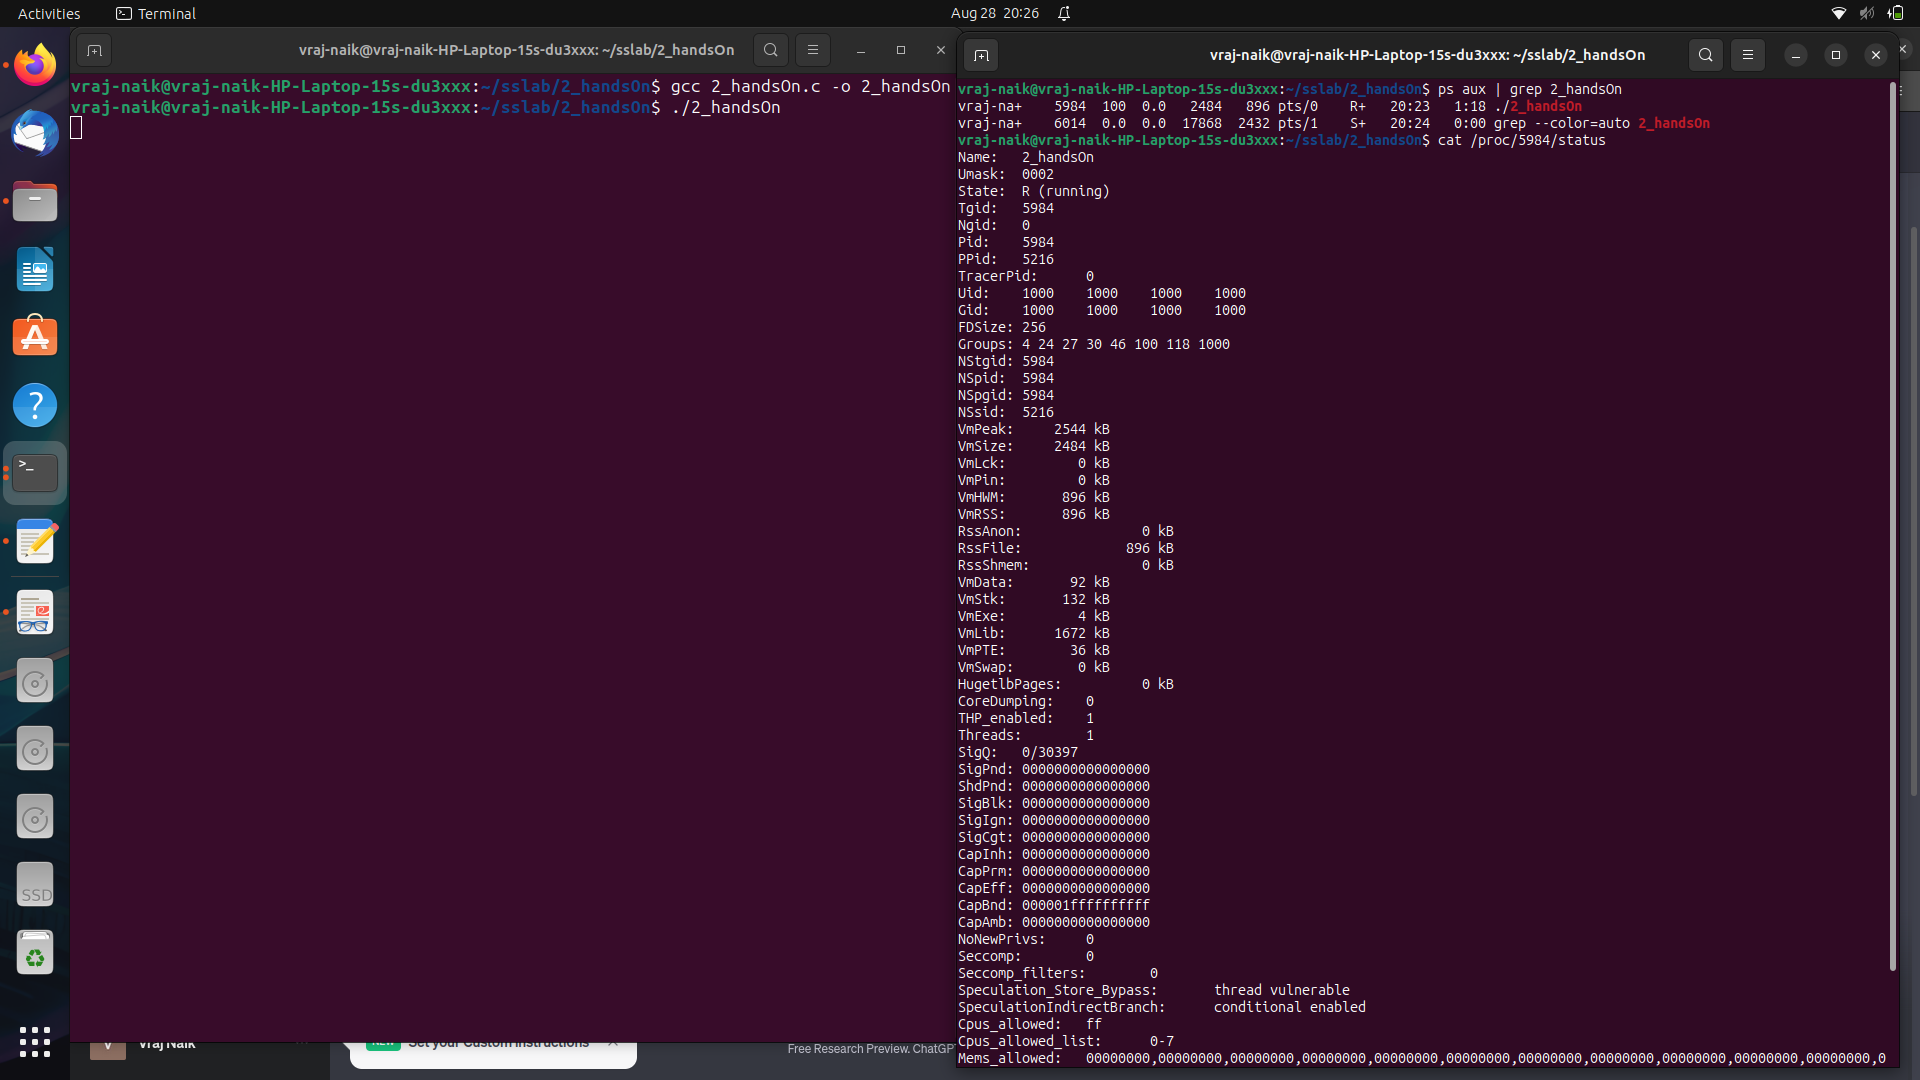 Activities
Terminal
Aug 28 20:26
vraj-naik@vraj-naik-HP-Laptop-15s-du3xxx: ~/sslab/2_handsOn
vraj-naik@vraj-naik-HP-Laptop-15s-du3xxx:~/sslab/2_handsOn$ gcc 2_handsOn.c -o 2_handsOn
vraj-naik@vraj-naik-HP-Laptop-15s-du3xxx:~/sslab/2_handsOn$ ./2_handsOn
vraj-naik@vraj-naik-HP-Laptop-15s-du3xxx: ~/sslab/2_handsOn
vraj-naik@vraj-naik-HP-Laptop-15s-du3xxx:~/sslab/2_handsOn$ ps aux | grep 2_handsOn
vraj-na+ 5984 100 0.0 2484 896 pts/0 R+ 20:23 1:18 ./2_handsOn
vraj-na+ 6014 0.0 0.0 17868 2432 pts/1 S+ 20:24 0:00 grep --color=auto 2_handsOn
vraj-naik@vraj-naik-HP-Laptop-15s-du3xxx:~/sslab/2_handsOn$ cat /proc/5984/status
Name: 2_handsOn
Umask: 0002
State: R (running)
Tgid: 5984
Ngid: 0
Pid: 5984
PPid: 5216
TracerPid: 0
Uid: 1000 1000 1000 1000
Gid: 1000 1000 1000 1000
FDSize: 256
Groups: 4 24 27 30 46 100 118 1000
NStgid: 5984
NSpid: 5984
NSpgid: 5984
NSsid: 5216
VmPeak: 2544 kB
VmSize: 2484 kB
VmLck: 0 kB
VmPin: 0 kB
VmHWM: 896 kB
VmRSS: 896 kB
RssAnon: 0 kB
RssFile: 896 kB
RssShmem: 0 kB
VmData: 92 kB
VmStk: 132 kB
VmExe: 4 kB
VmLib: 1672 kB
VmPTE: 36 kB
VmSwap: 0 kB
HugetlbPages: 0 kB
CoreDumping: 0
THP_enabled: 1
Threads: 1
SigQ: 0/30397
SigPnd: 0000000000000000
ShdPnd: 0000000000000000
SigBlk: 0000000000000000
SigIgn: 0000000000000000
SigCgt: 0000000000000000
CapInh: 0000000000000000
CapPrm: 0000000000000000
CapEff: 0000000000000000
CapBnd: 000001ffffffffff
CapAmb: 0000000000000000
NoNewPrivs: 0
Seccomp: 0
Seccomp_filters: 0
Speculation_Store_Bypass: thread vulnerable
SpeculationIndirectBranch: conditional enabled
Cpus_allowed: ff
Cpus_allowed_list: 0-7
Mems_allowed: 00000000,00000000,00000000,00000000,00000000,00000000,00000000,00000000,00000000,00000000,00000000,0
SSD
V
Vraj Naik
NEW
Set your Custom instructions
Free Research Preview. ChatGP